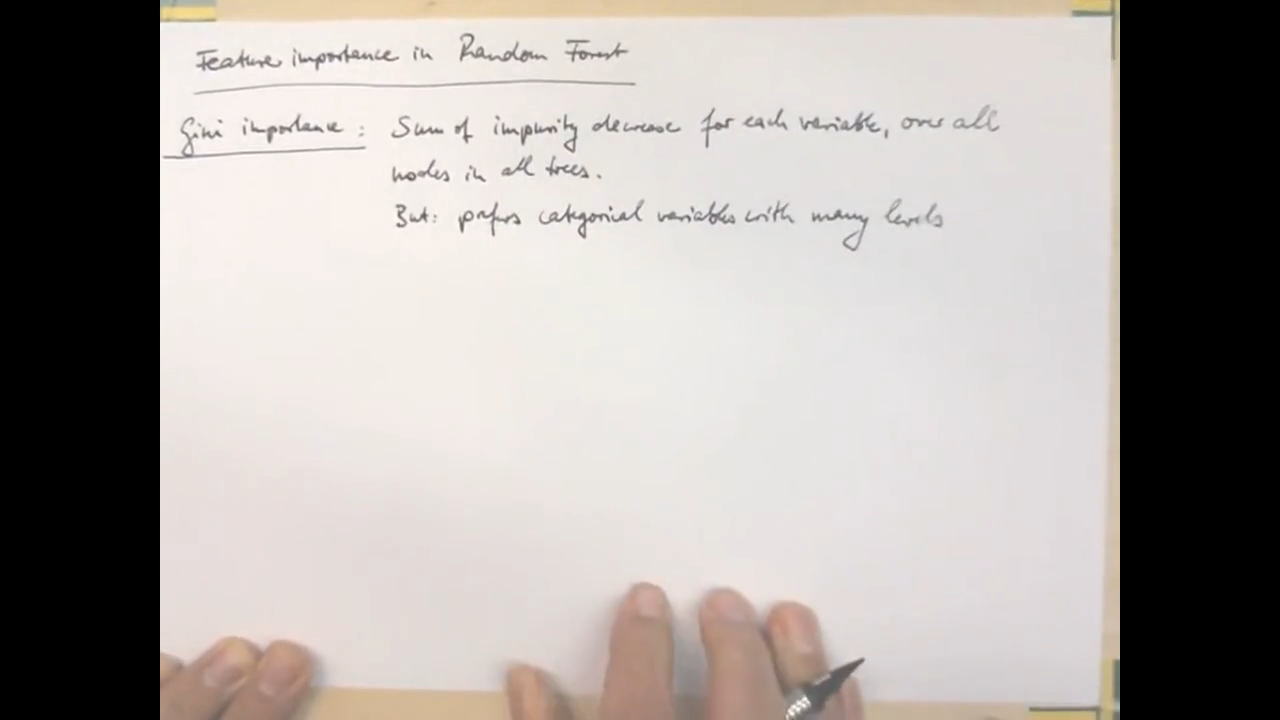 Feature importance in Random Forest
Gini importance: Sum of impurity decrease for each variable, over all
nodes in all trees.
But: prefers categorical variables with many levels